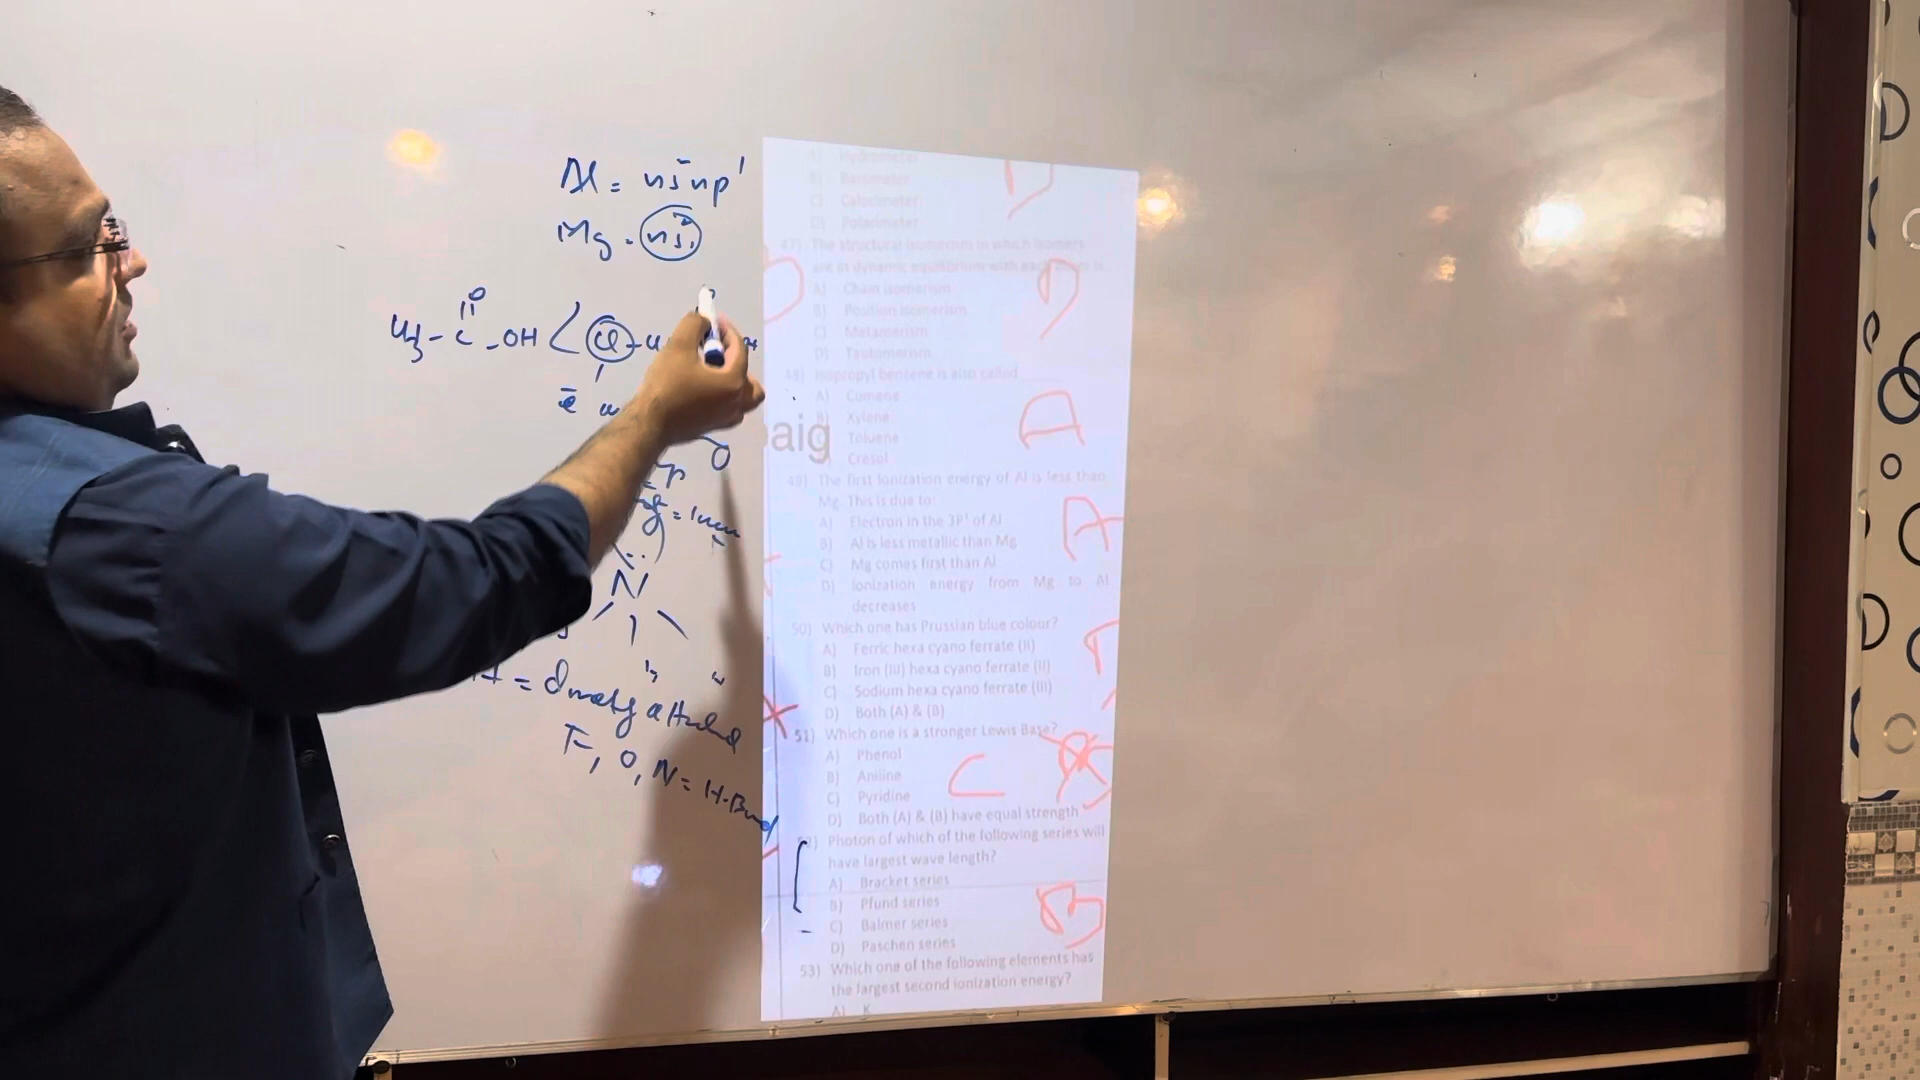 Al = ns² np¹
Mg = ns²
CH₃ - C - OH < Cl - C
O
e
O
N
F, O, N = H-Bond
aig
A) Hydrometer
B) Barometer
C) Calorimeter
D) Polarimeter
D
47) The structural isomerism in which isomers
are in dynamic equilibrium with each other is
A) Chain isomerism
B) Position isomerism
C) Metamerism
D) Tautomerism
D
48) Isopropyl benzene is also called
A) Cumene
B) Xylene
Toluene
Cresol
A
49) The first ionization energy of Al is less than
Mg. This is due to:
A) Electron in the 3P¹ of Al
B) Al is less metallic than Mg
C) Mg comes first than Al
D) Ionization energy from Mg to Al
decreases
A
50) Which one has Prussian blue colour?
A) Ferric hexa cyano ferrate (II)
B) Iron (III) hexa cyano ferrate (II)
C) Sodium hexa cyano ferrate (III)
D) Both (A) & (B)
51) Which one is a stronger Lewis Base?
A) Phenol
B) Aniline
C) Pyridine
D) Both (A) & (B) have equal strength
C
52) Photon of which of the following series will
have largest wave length?
A) Bracket series
B) Pfund series
C) Balmer series
D) Paschen series
B
53) Which one of the following elements has
the largest second ionization energy?
A) K